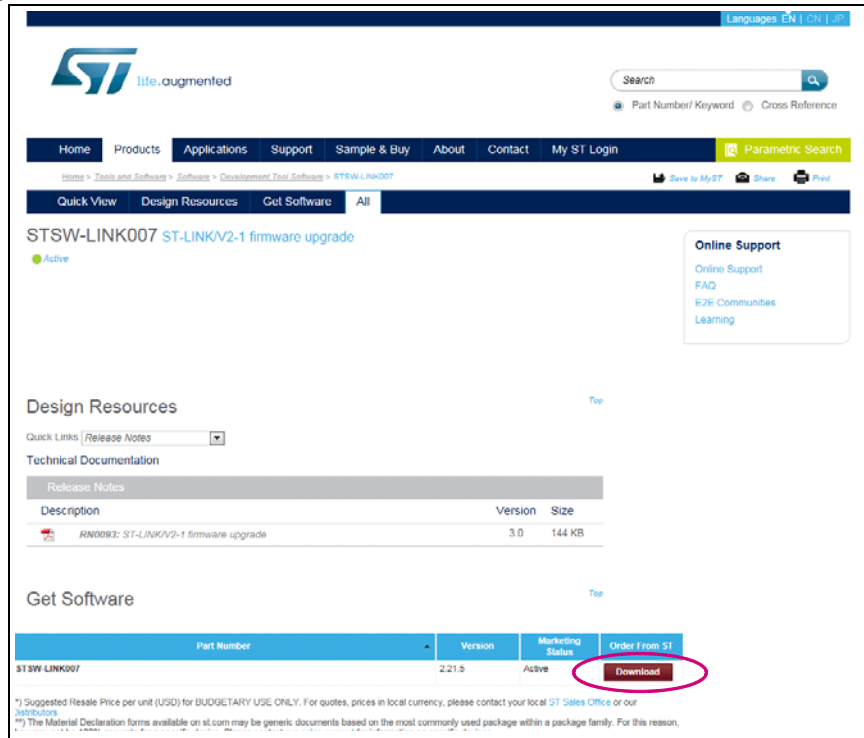 Languages EN | CN | JP
ST life.augmented
Search
Part Number/ Keyword Cross Reference
Home Products Applications Support Sample & Buy About Contact My ST Login Parametric Search
Home > Tools and Software > Software > Development Tool Software > STSW-LINK007 Save to MyST Share Print
Quick View Design Resources Get Software All
STSW-LINK007 ST-LINK/V2-1 firmware upgrade
Active
Online Support
Online Support
FAQ
E2E Communities
Learning
Top
Design Resources
Quick Links Release Notes
Technical Documentation
Release Notes
Description Version Size
RN0093: ST-LINK/V2-1 firmware upgrade 3.0 144 KB
Top
Get Software
Part Number Version Marketing Status Order From ST
STSW-LINK007 2.21.5 Active Download
*) Suggested Resale Price per unit (USD) for BUDGETARY USE ONLY. For quotes, prices in local currency, please contact your local ST Sales Office or our
Distributors
**) The Material Declaration forms available on st.com may be generic documents based on the most commonly used package within a package family. For this reason,